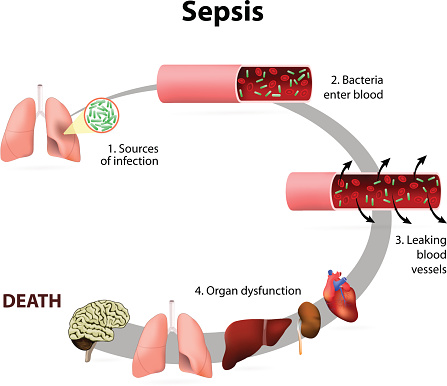 Sepsis
2. Bacteria
enter blood
1. Sources
of infection
3. Leaking
blood
vessels
4. Organ dysfunction
DEATH